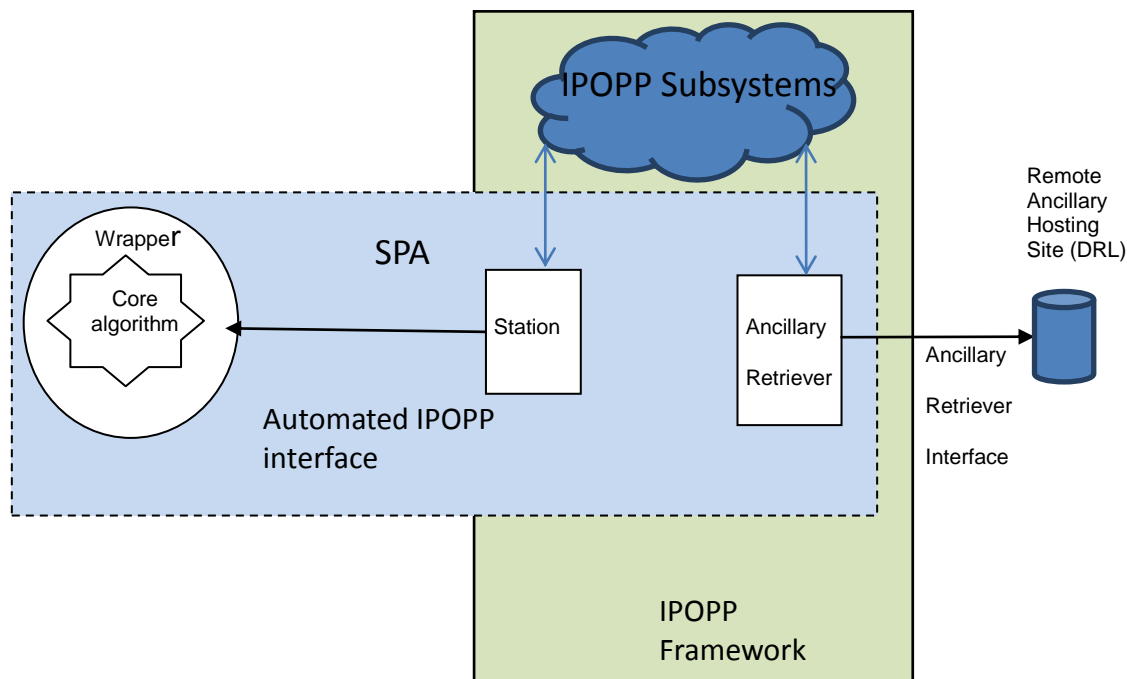 IPOPP Subsystems
Remote
Ancillary
Hosting
Site (DRL)
Wrapper
SPA
Core
algorithm
Station
Ancillary
Retriever
Ancillary
Retriever
Interface
Automated IPOPP
interface
IPOPP
Framework